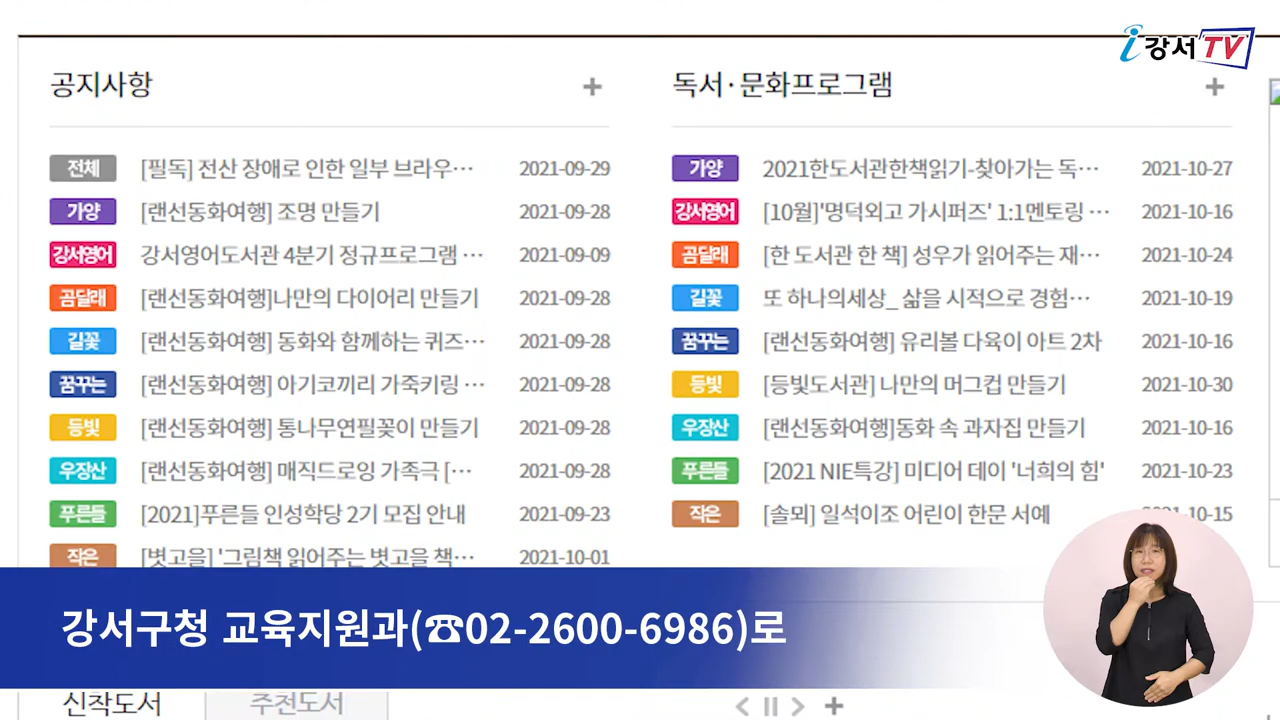 i강서TV
공지사항 +
전체 [필독] 전산 장애로 인한 일부 브라우… 2021-09-29
가양 [랜선동화여행] 조명 만들기 2021-09-28
강서영어 강서영어도서관 4분기 정규프로그램 … 2021-09-09
곰달래 [랜선동화여행]나만의 다이어리 만들기 2021-09-28
길꽃 [랜선동화여행] 동화와 함께하는 퀴즈… 2021-09-28
꿈꾸는 [랜선동화여행] 아기코끼리 가죽키링 … 2021-09-28
등빛 [랜선동화여행] 통나무연필꽂이 만들기 2021-09-28
우장산 [랜선동화여행] 매직드로잉 가족극 [… 2021-09-28
푸른들 [2021]푸른들 인성학당 2기 모집 안내 2021-09-23
작은 [볏고을] '그림책 읽어주는 볏고을 책… 2021-10-01
독서·문화프로그램 +
가양 2021한도서관한책읽기-찾아가는 독… 2021-10-27
강서영어 [10월]'명덕외고 가시퍼즈' 1:1멘토링 … 2021-10-16
곰달래 [한 도서관 한 책] 성우가 읽어주는 재… 2021-10-24
길꽃 또 하나의세상_ 삶을 시적으로 경험… 2021-10-19
꿈꾸는 [랜선동화여행] 유리볼 다육이 아트 2차 2021-10-16
등빛 [등빛도서관] 나만의 머그컵 만들기 2021-10-30
우장산 [랜선동화여행]동화 속 과자집 만들기 2021-10-16
푸른들 [2021 NIE특강] 미디어 데이 '너희의 힘' 2021-10-23
작은 [솔뫼] 일석이조 어린이 한문 서예 10-15
강서구청 교육지원과(☎02-2600-6986)로
신작도서 추천도서 +